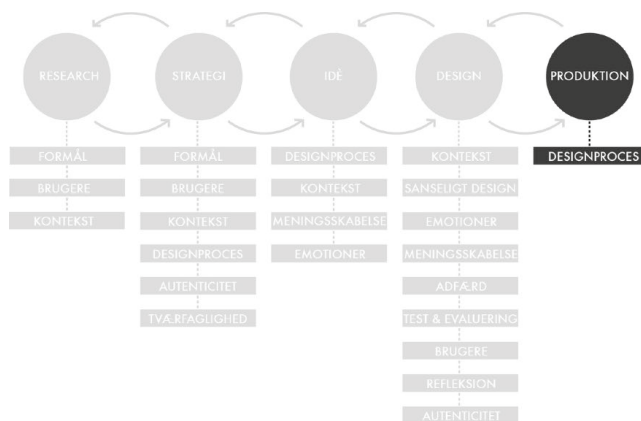 RESEARCH
STRATEGI
IDÉ
DESIGN
PRODUKTION
FORMÅL
BRUGERE
KONTEKST
FORMÅL
BRUGERE
KONTEKST
DESIGNPROCES
AUTENTICITET
TVÆRFAGLIGHED
DESIGNPROCES
KONTEKST
MENINGSSKABELSE
EMOTIONER
KONTEKST
SANSELIGT DESIGN
EMOTIONER
MENINGSSKABELSE
ADFÆRD
TEST & EVALUERING
BRUGERE
REFLEKSION
AUTENTICITET
DESIGNPROCES